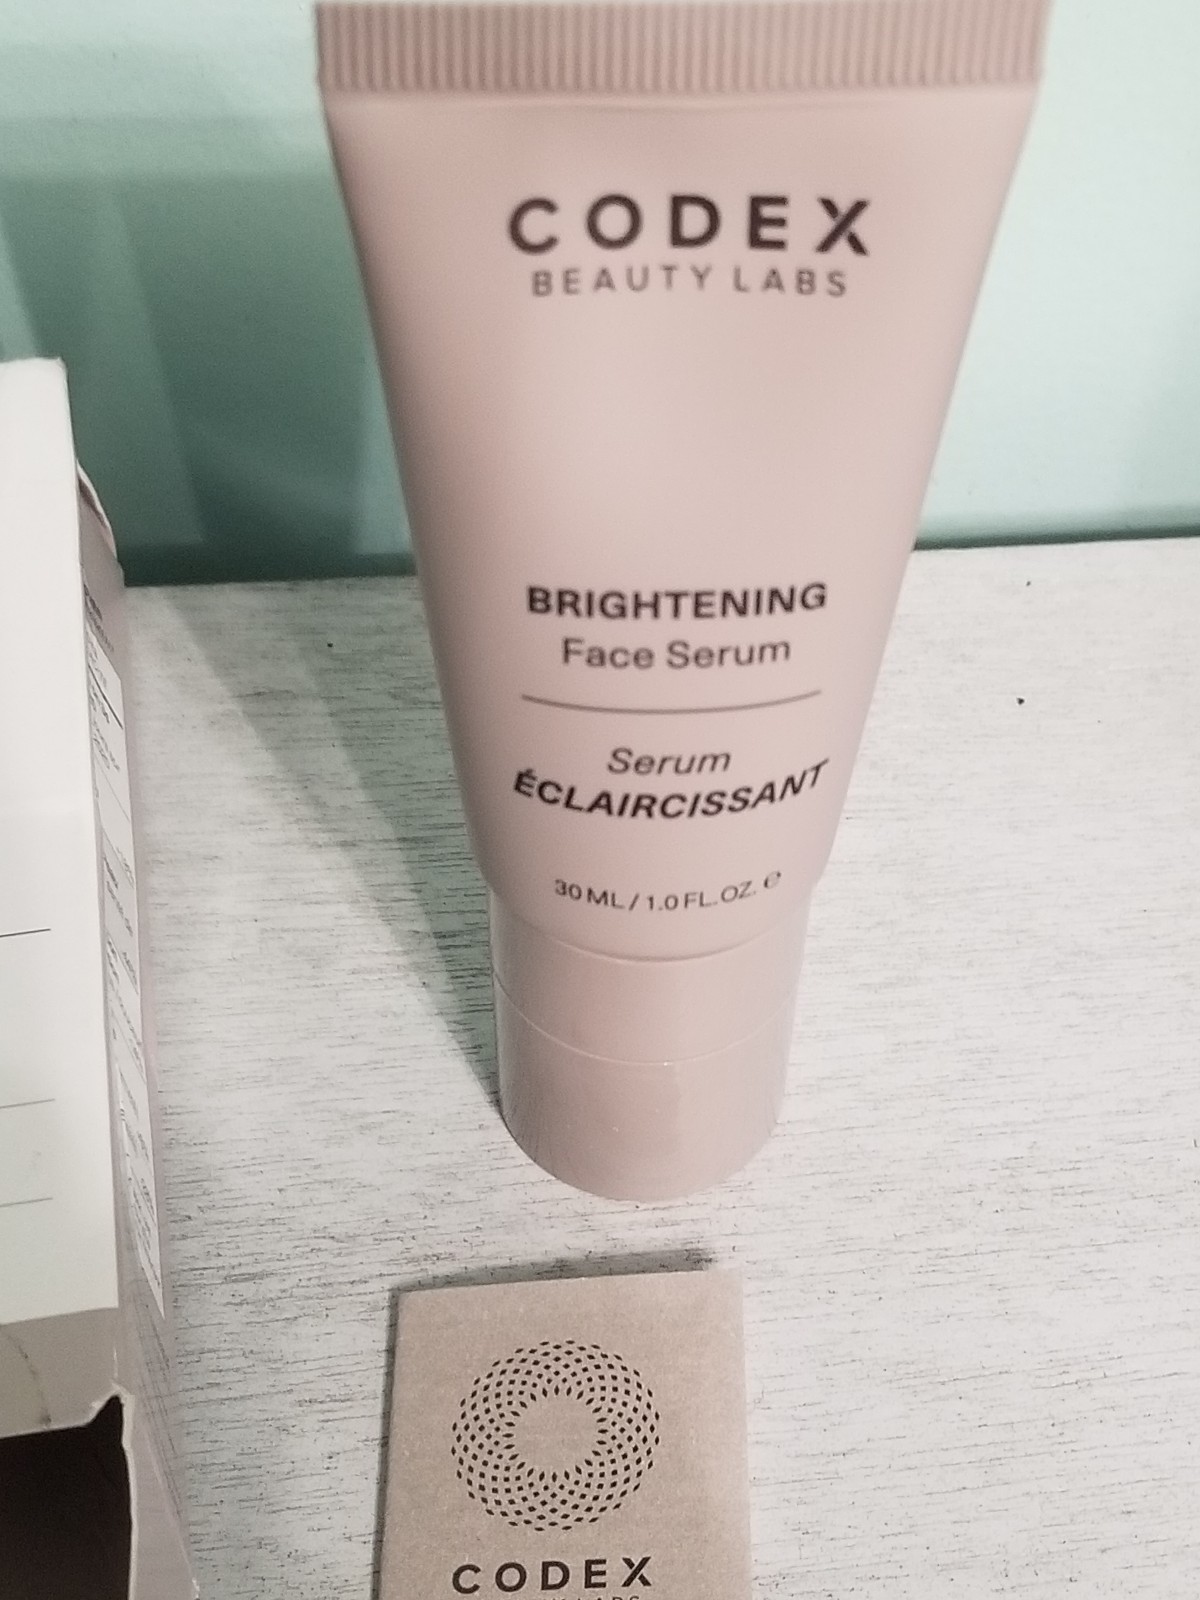 CODEX
BEAUTY LABS
BRIGHTENING
Face Serum
Serum
ÉCLAIRCISSANT
30 ML / 1.0 FL.OZ. ℮
CODEX